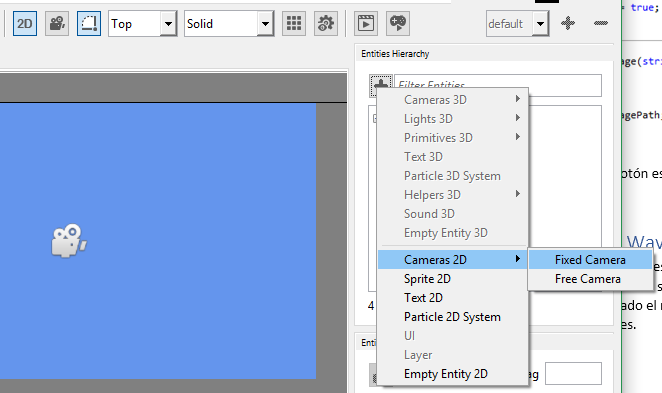 2D
Top
Solid
default
= true;
Entities Hierarchy
age(stri
Filter Entities
Cameras 3D
Lights 3D
agePath,
Primitives 3D
Text 3D
Particle 3D System
otón es
Helpers 3D
Sound 3D
Empty Entity 3D
Wav
Cameras 2D
Fixed Camera
es
Sprite 2D
Free Camera
s
Text 2D
4
ado el r
Particle 2D System
es.
UI
Entit
Layer
Empty Entity 2D
ag